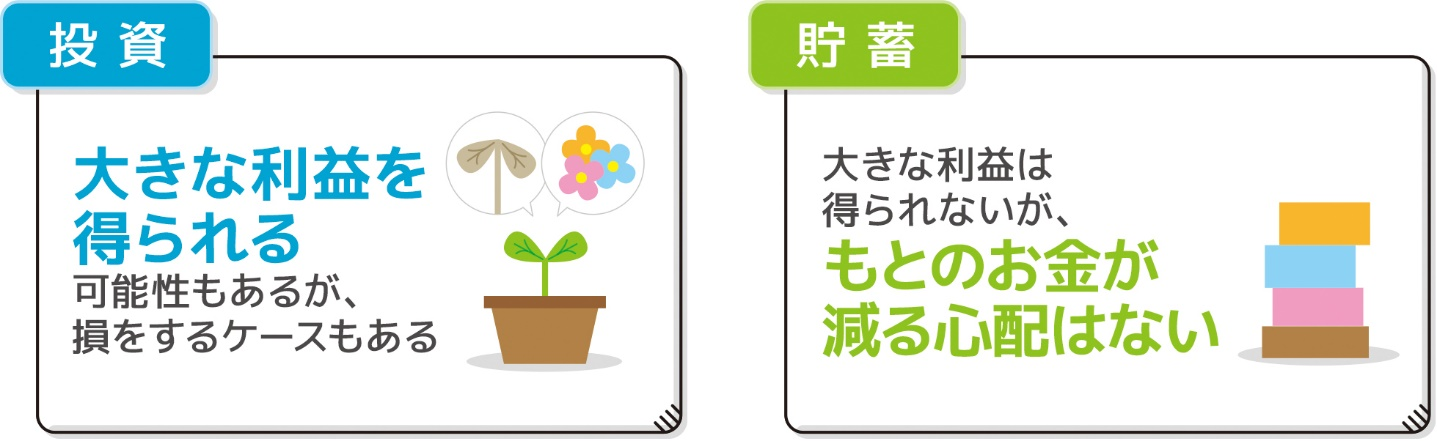 投資
大きな利益を
得られる
可能性もあるが、
損をするケースもある
貯蓄
大きな利益は
得られないが、
もとのお金が
減る心配はない